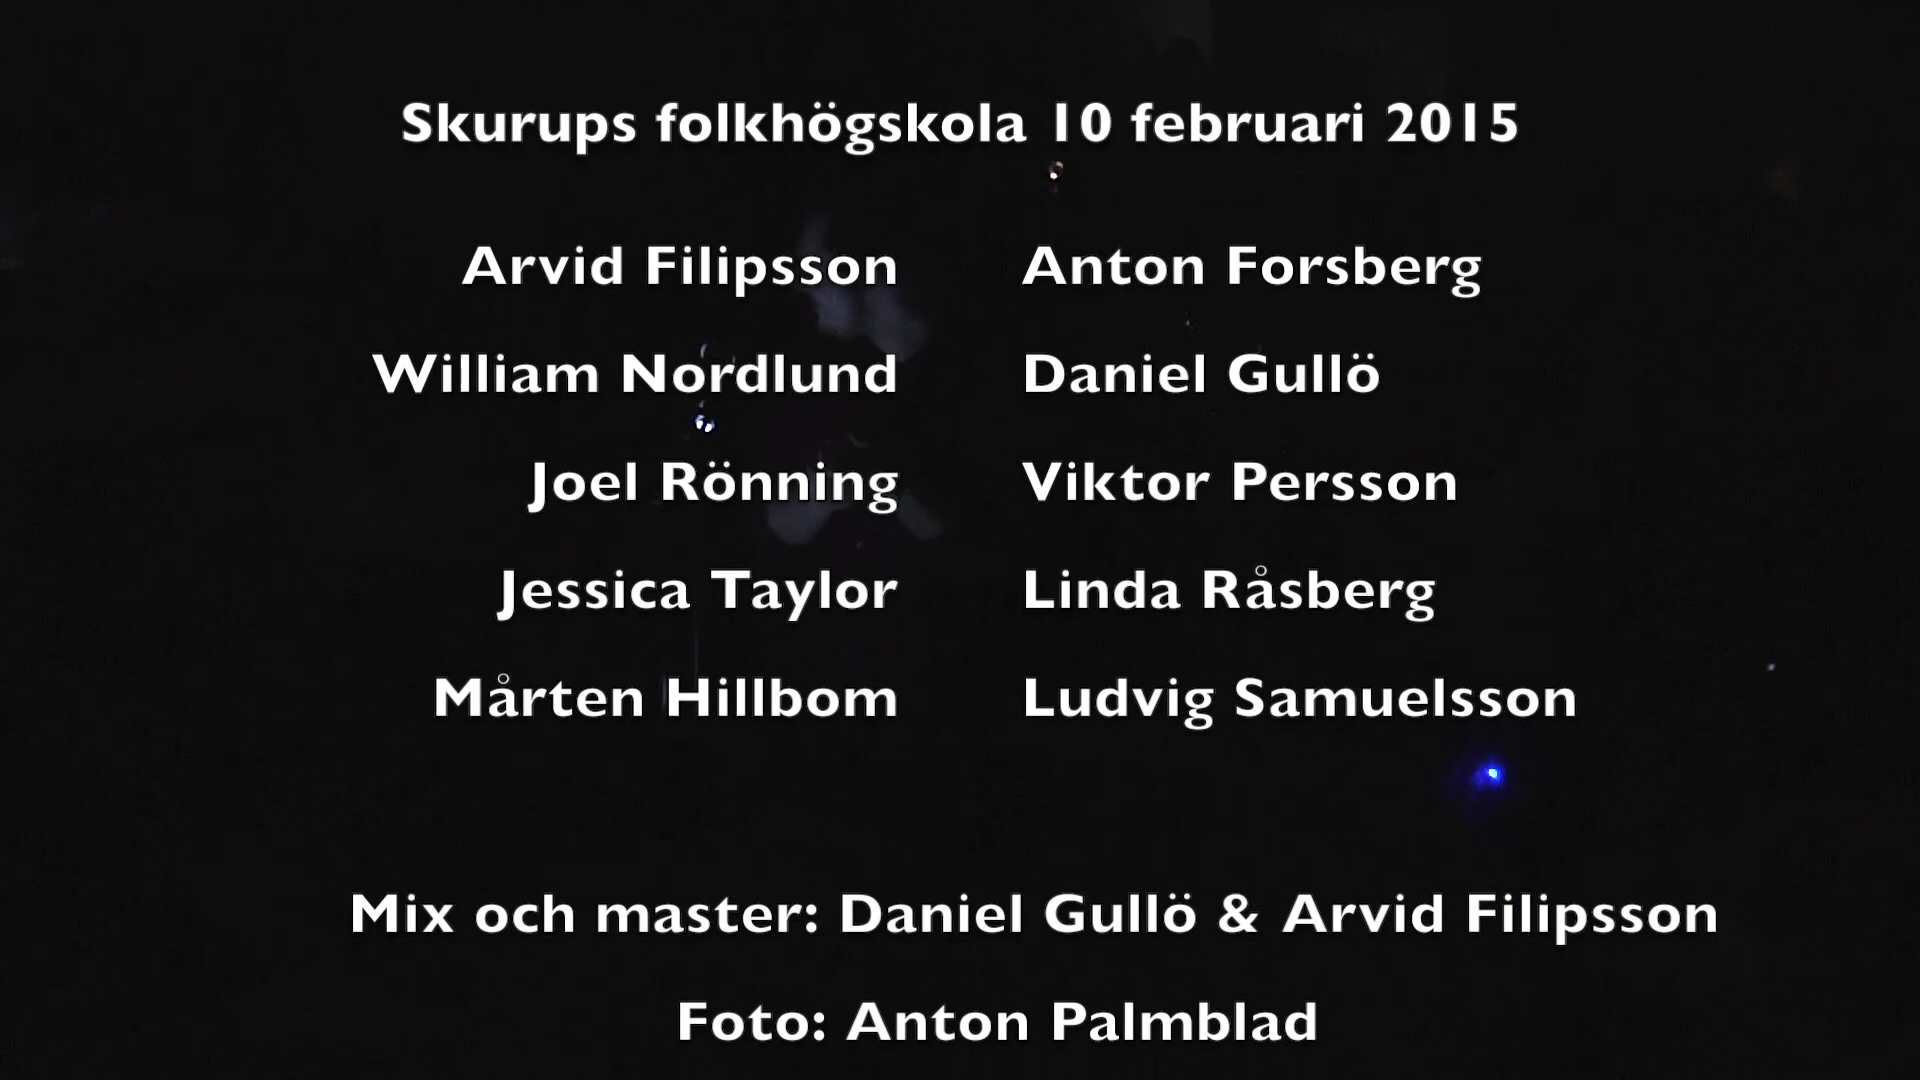 Skurups folkhögskola 10 februari 2015
Arvid Filipsson Anton Forsberg
William Nordlund Daniel Gullö
Joel Rönning Viktor Persson
Jessica Taylor Linda Råsberg
Mårten Hillbom Ludvig Samuelsson
Mix och master: Daniel Gullö & Arvid Filipsson
Foto: Anton Palmblad